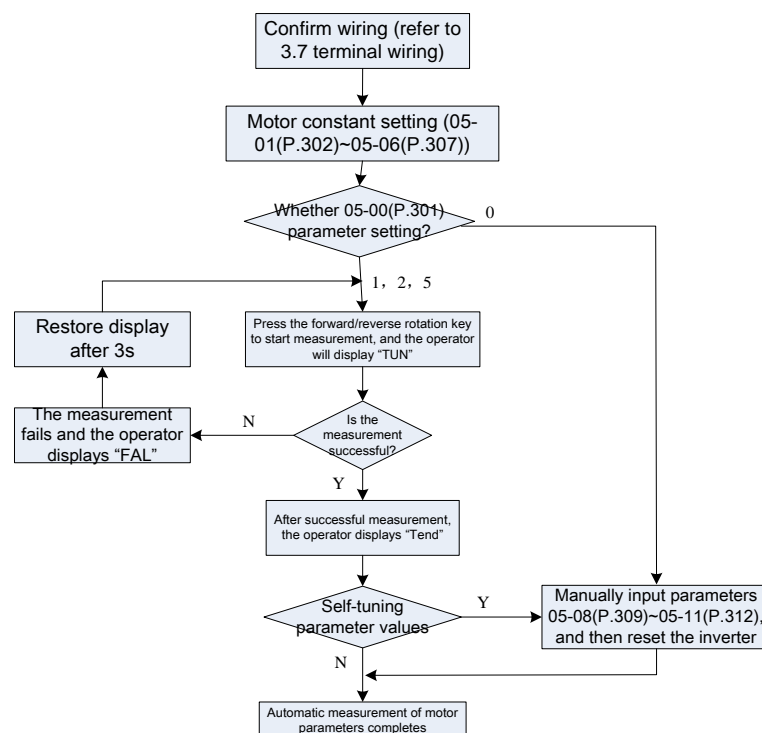 Confirm wiring (refer to
3.7 terminal wiring)
Motor constant setting (05-
01(P.302)~05-06(P.307))
Whether 05-00(P.301)
parameter setting?
0
1，2，5
Restore display
after 3s
Press the forward/reverse rotation key
to start measurement, and the operator
will display “TUN”
The measurement
fails and the operator
displays “FAL”
N
Is the
measurement
successful?
Y
After successful measurement,
the operator displays “Tend”
Self-tuning
parameter values
Y
Manually input parameters
05-08(P.309)~05-11(P.312),
and then reset the inverter
N
Automatic measurement of motor
parameters completes